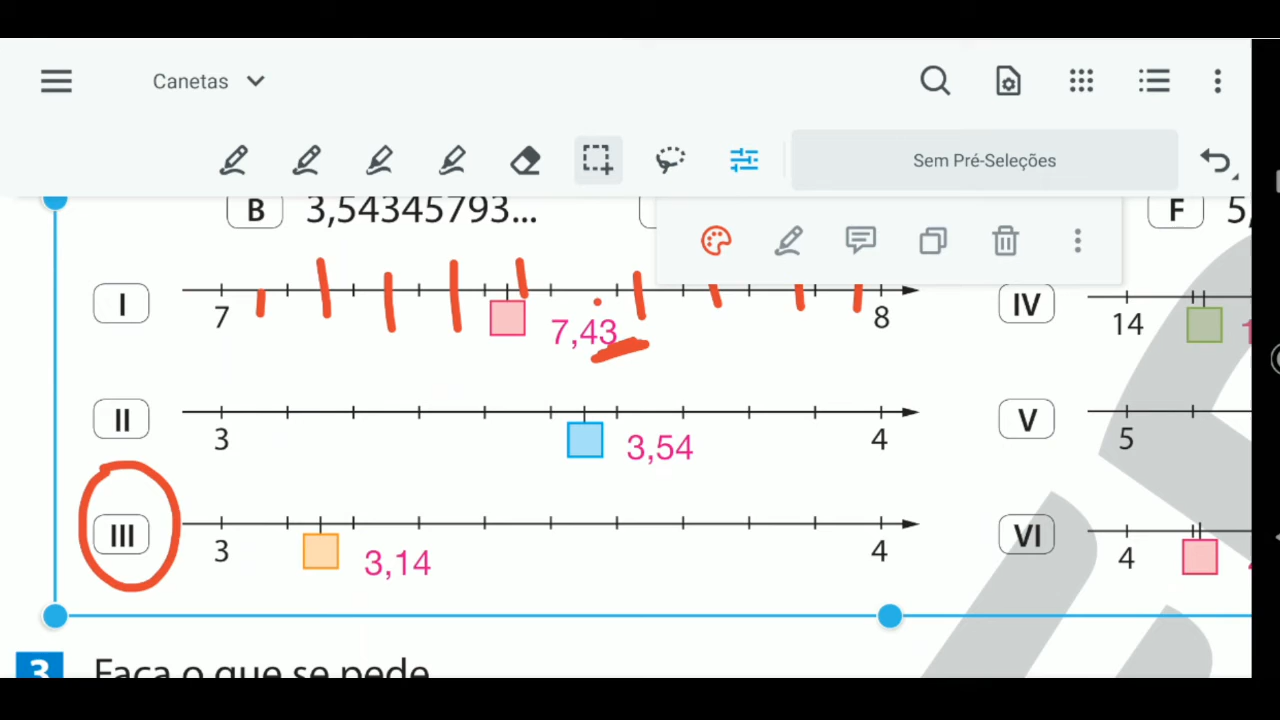 Canetas
Sem Pré-Seleções
B 3,54345793...
F 5,
I
7 7,43 8
IV
14
II
3 3,54 4
V
5
III
3 3,14 4
VI
4
3 Faça o que se pede